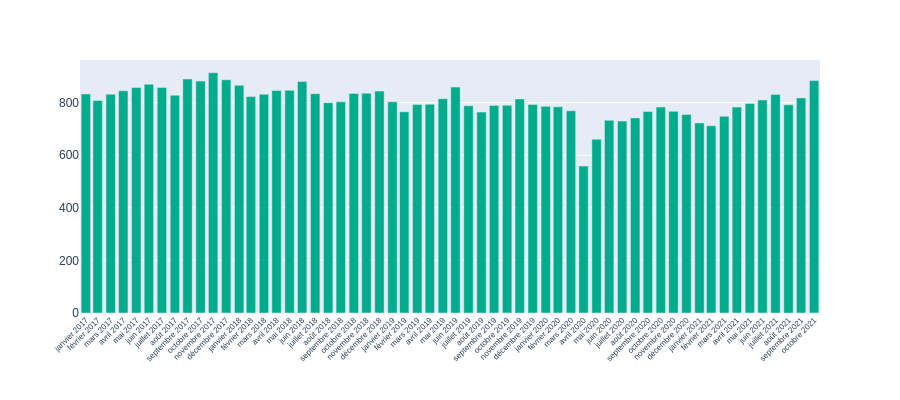 800
600
400
200
0
janvier 2017
février 2017
mars 2017
avril 2017
mai 2017
juin 2017
juillet 2017
août 2017
septembre 2017
octobre 2017
novembre 2017
décembre 2017
janvier 2018
février 2018
mars 2018
avril 2018
mai 2018
juin 2018
juillet 2018
août 2018
septembre 2018
octobre 2018
novembre 2018
décembre 2018
janvier 2019
février 2019
mars 2019
avril 2019
mai 2019
juin 2019
juillet 2019
août 2019
septembre 2019
octobre 2019
novembre 2019
décembre 2019
janvier 2020
février 2020
mars 2020
avril 2020
mai 2020
juin 2020
juillet 2020
août 2020
septembre 2020
octobre 2020
novembre 2020
décembre 2020
janvier 2021
février 2021
mars 2021
avril 2021
mai 2021
juin 2021
juillet 2021
août 2021
septembre 2021
octobre 2021